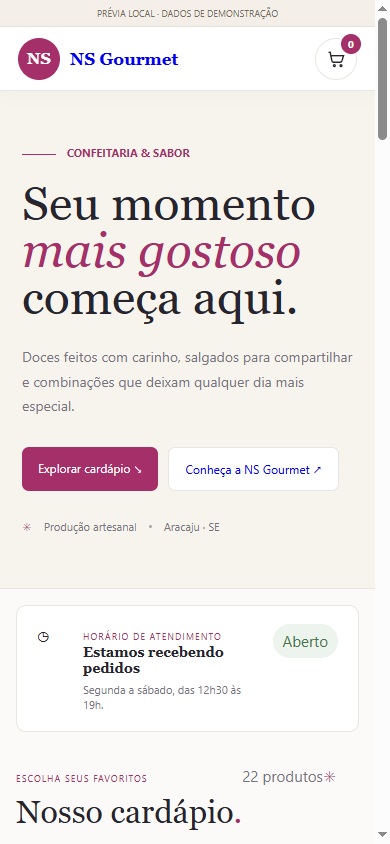 PRÉVIA LOCAL · DADOS DE DEMONSTRAÇÃO
NS NS Gourmet 0
CONFEITARIA & SABOR
Seu momento
mais gostoso
começa aqui.
Doces feitos com carinho, salgados para compartilhar
e combinações que deixam qualquer dia mais
especial.
Explorar cardápio ↘ Conheça a NS Gourmet ↗
✳ Produção artesanal • Aracaju · SE
HORÁRIO DE ATENDIMENTO
Estamos recebendo
pedidos
Aberto
Segunda a sábado, das 12h30 às
19h.
ESCOLHA SEUS FAVORITOS
22 produtos✳
Nosso cardápio.